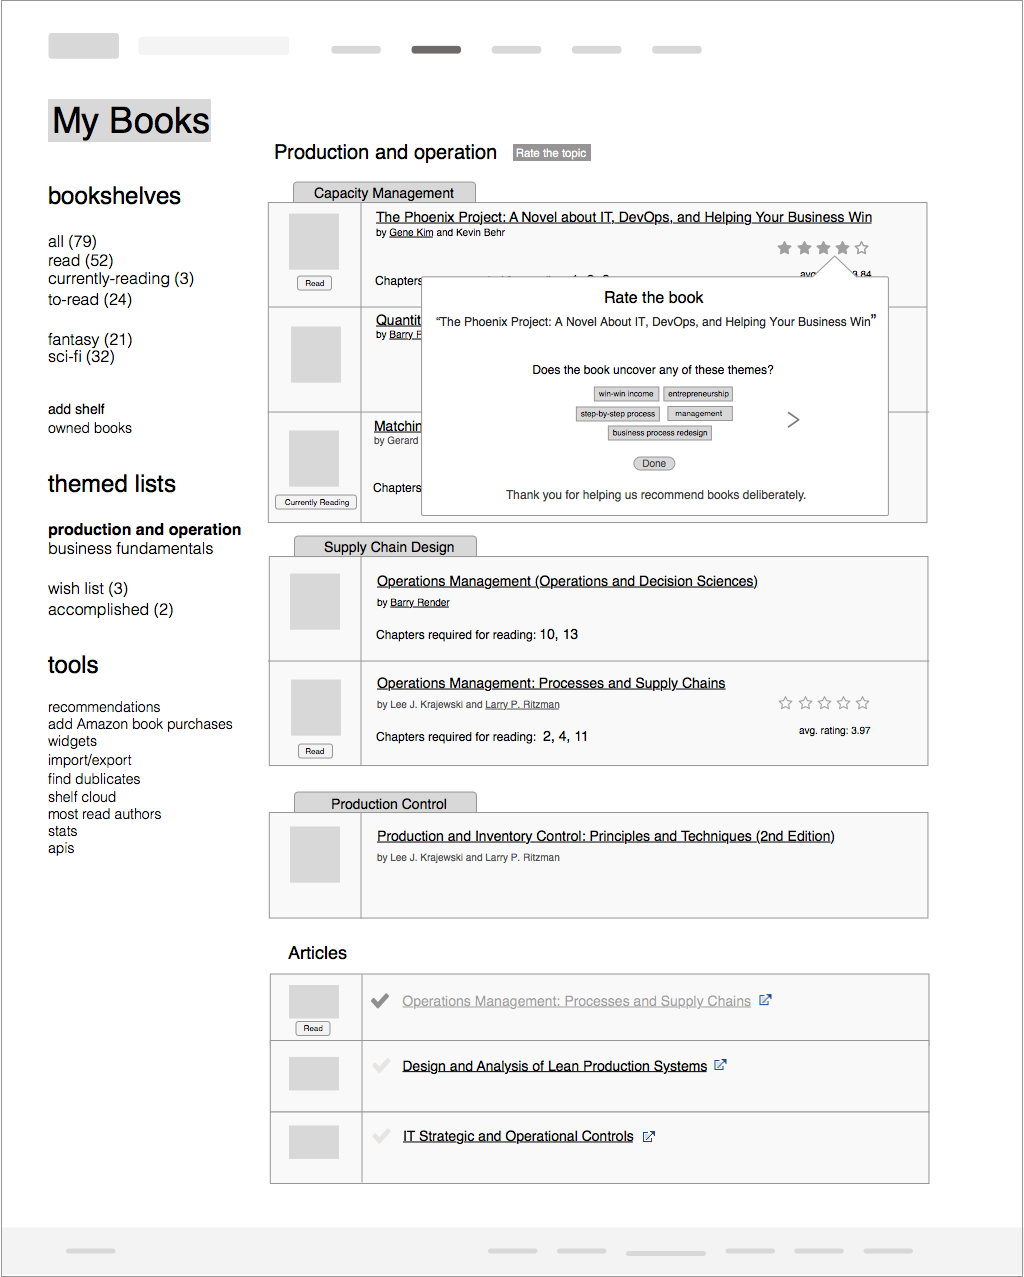 My Books
bookshelves
all (79)
read (52)
currently-reading (3)
to-read (24)
fantasy (21)
sci-fi (32)
add shelf
owned books
themed lists
production and operation
business fundamentals
wish list (3)
accomplished (2)
tools
recommendations
add Amazon book purchases
widgets
import/export
find dublicates
shelf cloud
most read authors
stats
apis
Production and operation
Rate the topic
Capacity Management
The Phoenix Project: A Novel about IT, DevOps, and Helping Your Business Win
by Gene Kim and Kevin Behr
Read
Chapters
3.84
Rate the book
“The Phoenix Project: A Novel About IT, DevOps, and Helping Your Business Win”
Does the book uncover any of these themes?
win-win income entrepreneurship
step-by-step process management
business process redesign
>
Done
Thank you for helping us recommend books deliberately.
Quantit
by Barry R
Matchin
by Gerard
Chapters
Currently Reading
Supply Chain Design
Operations Management (Operations and Decision Sciences)
by Barry Render
Chapters required for reading: 10, 13
Operations Management: Processes and Supply Chains
by Lee J. Krajewski and Larry P. Ritzman
avg. rating: 3.97
Chapters required for reading: 2, 4, 11
Read
Production Control
Production and Inventory Control: Principles and Techniques (2nd Edition)
by Lee J. Krajewski and Larry P. Ritzman
Articles
Operations Management: Processes and Supply Chains
Read
Design and Analysis of Lean Production Systems
IT Strategic and Operational Controls